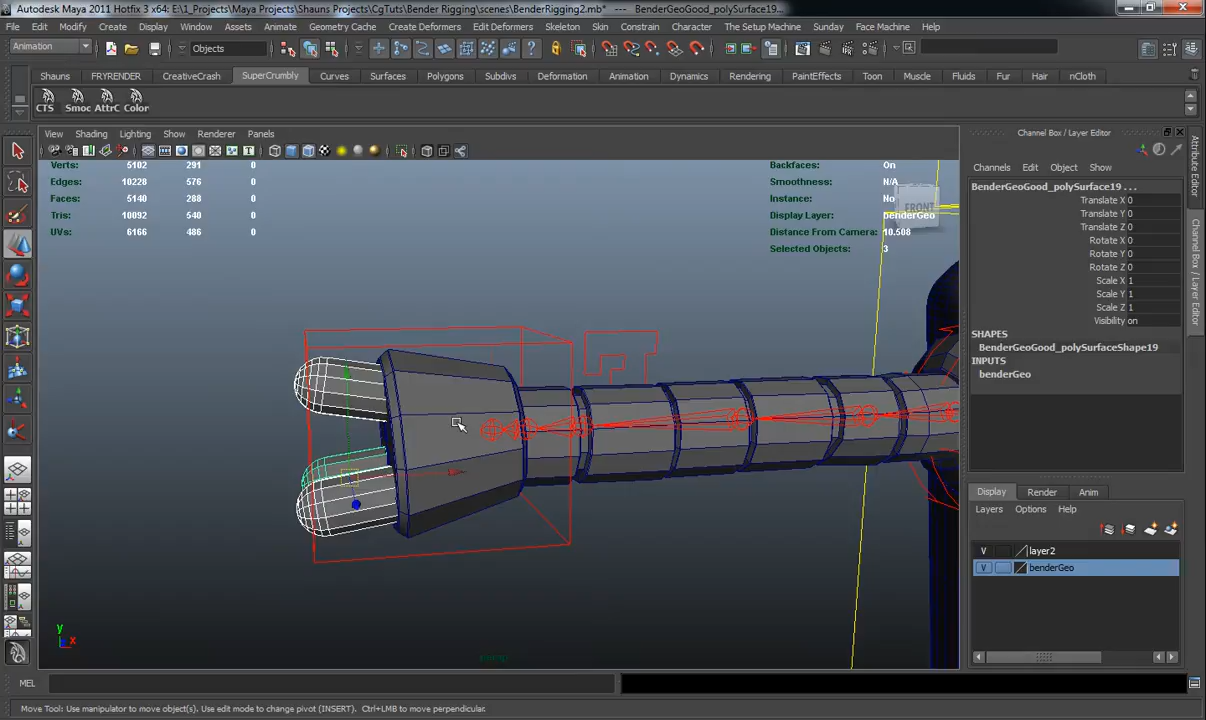 Autodesk Maya 2011 Hotfix 3 x64: E:\1_Projects\Maya Projects\Shauns Projects\CgTuts\Bender Rigging\scenes\BenderRigging2.mb* --- BenderGeoGood_polySurface19...
File Edit Modify Create Display Window Assets Animate Geometry Cache Create Deformers Edit Deformers Skeleton Skin Constrain Character The Setup Machine Sunday Face Machine
Animation Objects
Shauns FRYRENDER CreativeCrash SuperCrumbly Curves Surfaces Polygons Subdivs Deformation Animation Dynamics Rendering PaintEffects Toon Muscle Fluids Fur Hair nCloth
CTS Smoc AttrC Color
View Shading Lighting Show Renderer Panels
Verts: 5102 291 0
Edges: 10228 576 0
Faces: 5140 288 0
Tris: 10092 540 0
UVs: 6166 486 0
Backfaces: On
Smoothness: N/A
Instance: No
Display Layer: benderGeo
Distance From Camera: 10.508
Selected Objects: 3
FRONT
y
x
persp
Channel Box / Layer Editor
Channels Edit Object Show
BenderGeoGood_polySurface19 ...
Translate X 0
Translate Y 0
Translate Z 0
Rotate X 0
Rotate Y 0
Rotate Z 0
Scale X 1
Scale Y 1
Scale Z 1
Visibility on
SHAPES
BenderGeoGood_polySurfaceShape19
INPUTS
benderGeo
Display Render Anim
Layers Options Help
V layer2
V benderGeo
Attribute Editor
Channel Box / Layer Editor
MEL
Move Tool: Use manipulator to move object(s). Use edit mode to change pivot (INSERT). Ctrl+LMB to move perpendicular.